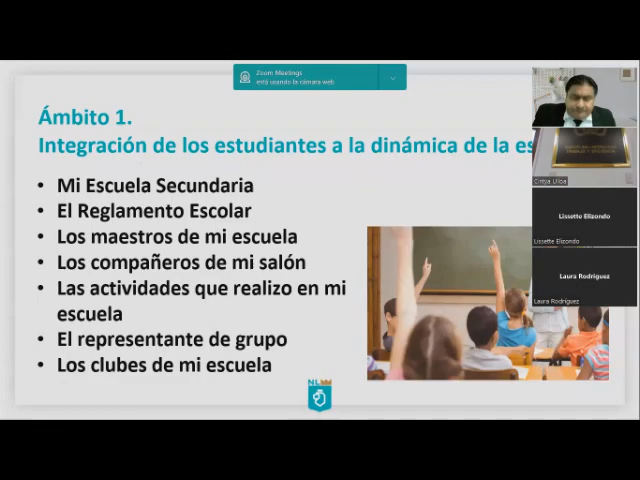 Zoom Meetings
está usando la cámara web
Ámbito 1.
Integración de los estudiantes a la dinámica de la es
• Mi Escuela Secundaria
• El Reglamento Escolar
• Los maestros de mi escuela
• Los compañeros de mi salón
• Las actividades que realizo en mi
escuela
• El representante de grupo
• Los clubes de mi escuela
NL
Cintya Ulloa
Lissette Elizondo
Lissette Elizondo
Laura Rodriguez
Laura Rodriguez